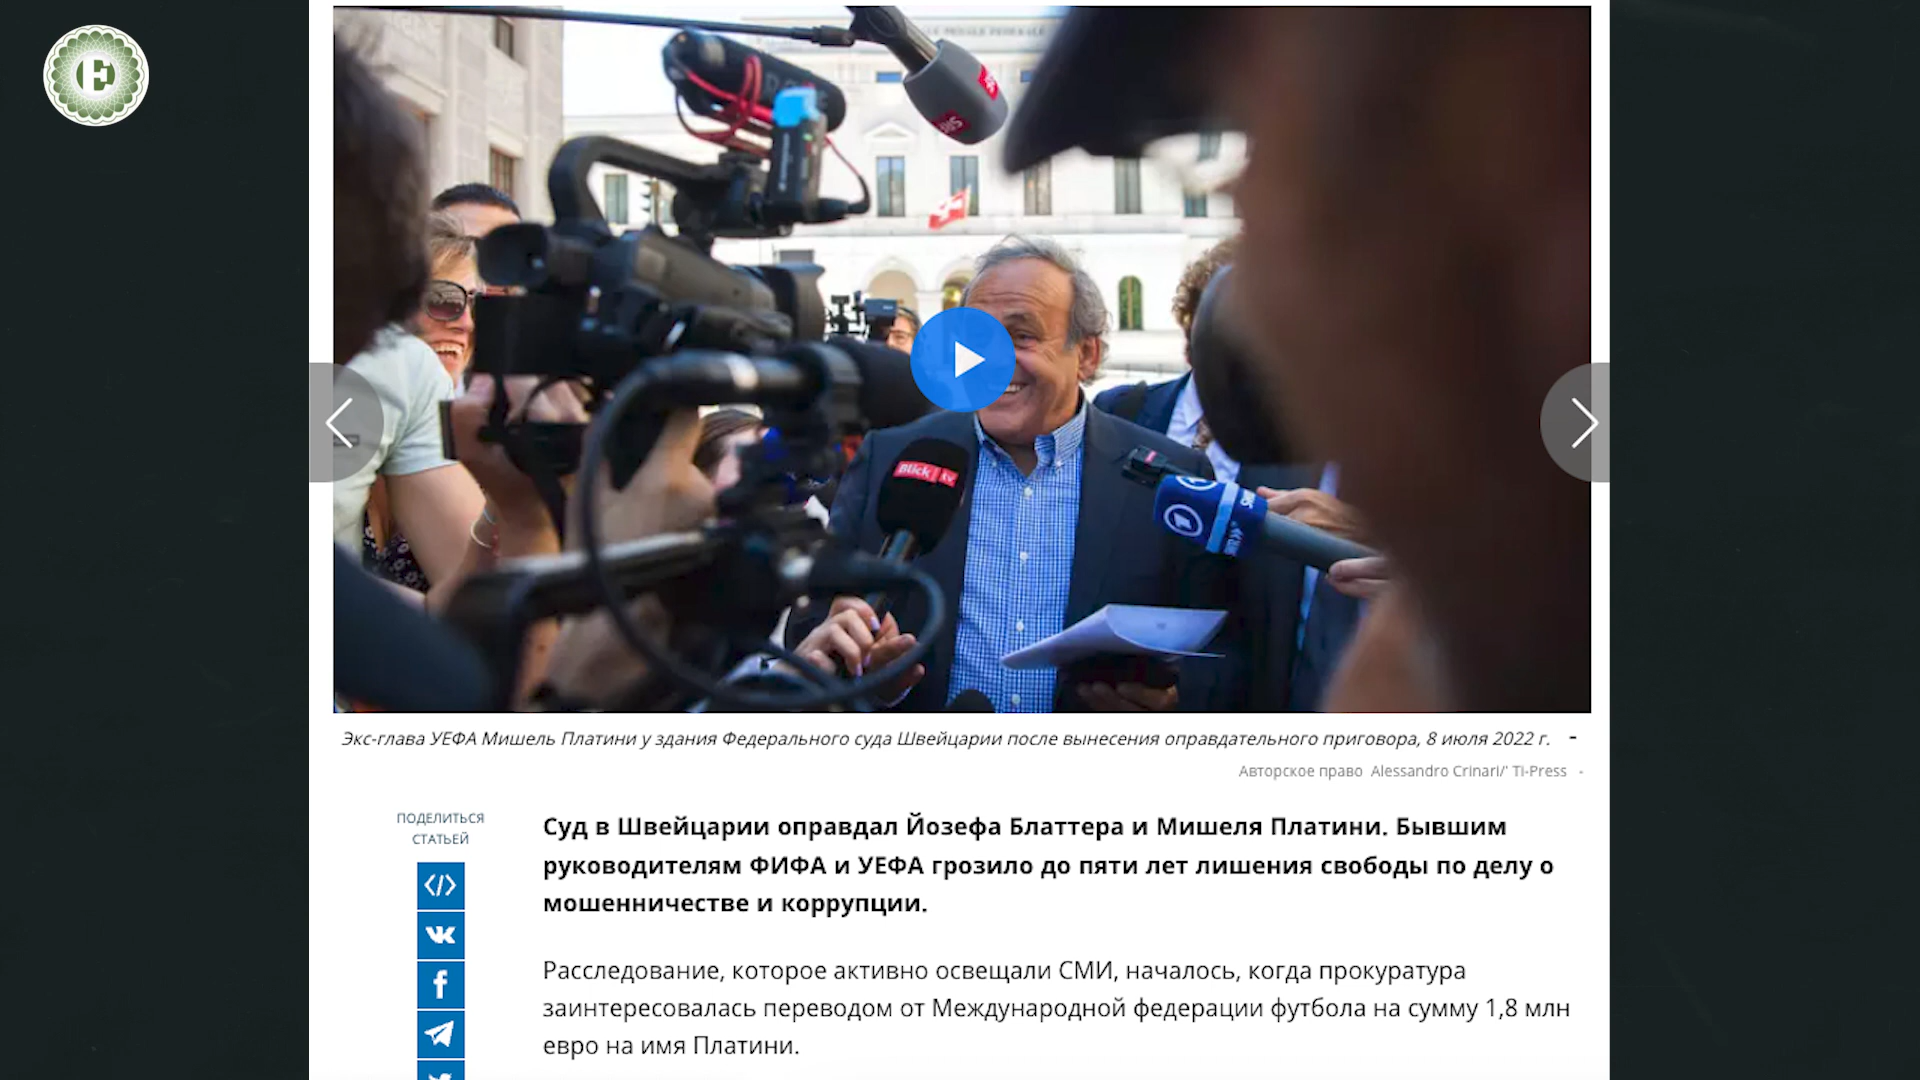 E
Blick tv
SRF
Экс-глава УЕФА Мишель Платини у здания Федерального суда Швейцарии после вынесения оправдательного приговора, 8 июля 2022 г. -
Авторское право Alessandro Crinari/' Ti-Press -
ПОДЕЛИТЬСЯ
СТАТЬЕЙ
Суд в Швейцарии оправдал Йозефа Блаттера и Мишеля Платини. Бывшим
руководителям ФИФА и УЕФА грозило до пяти лет лишения свободы по делу о
мошенничестве и коррупции.
Расследование, которое активно освещали СМИ, началось, когда прокуратура
заинтересовалась переводом от Международной федерации футбола на сумму 1,8 млн
евро на имя Платини.